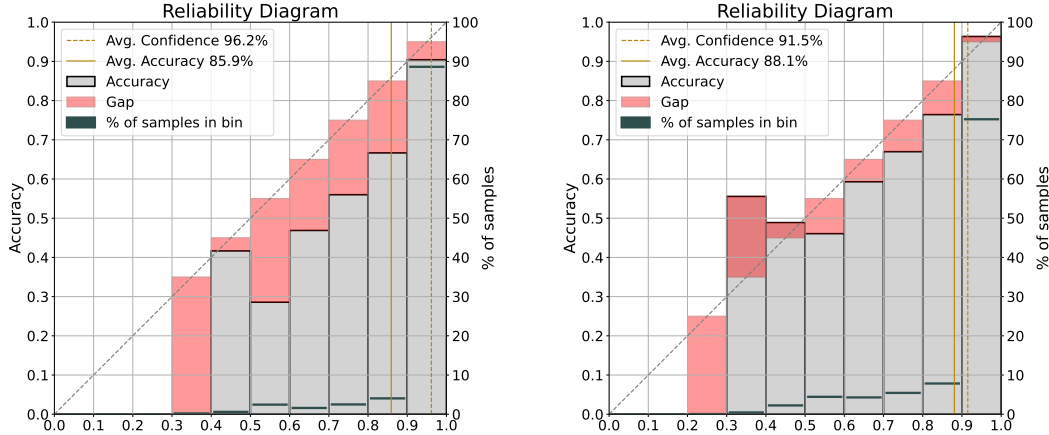 Reliability Diagram
Avg. Confidence 96.2%
Avg. Accuracy 85.9%
Accuracy
Gap
% of samples in bin
1.0
0.9
0.8
0.7
0.6
0.5
0.4
0.3
0.2
0.1
0.0
Accuracy
100
90
80
70
60
50
40
30
20
10
0
% of samples
0.0 0.1 0.2 0.3 0.4 0.5 0.6 0.7 0.8 0.9 1.0
Reliability Diagram
Avg. Confidence 91.5%
Avg. Accuracy 88.1%
Accuracy
Gap
% of samples in bin
1.0
0.9
0.8
0.7
0.6
0.5
0.4
0.3
0.2
0.1
0.0
Accuracy
100
90
80
70
60
50
40
30
20
10
0
% of samples
0.0 0.1 0.2 0.3 0.4 0.5 0.6 0.7 0.8 0.9 1.0